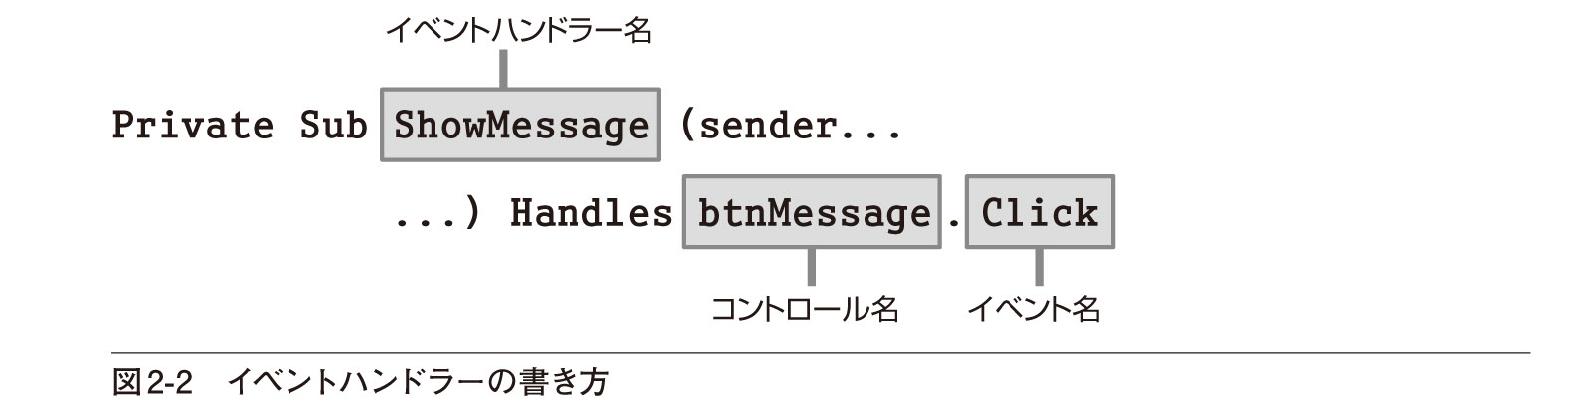 イベントハンドラー名
Private Sub ShowMessage (sender...
...) Handles btnMessage.Click
コントロール名 イベント名
図2-2 イベントハンドラーの書き方